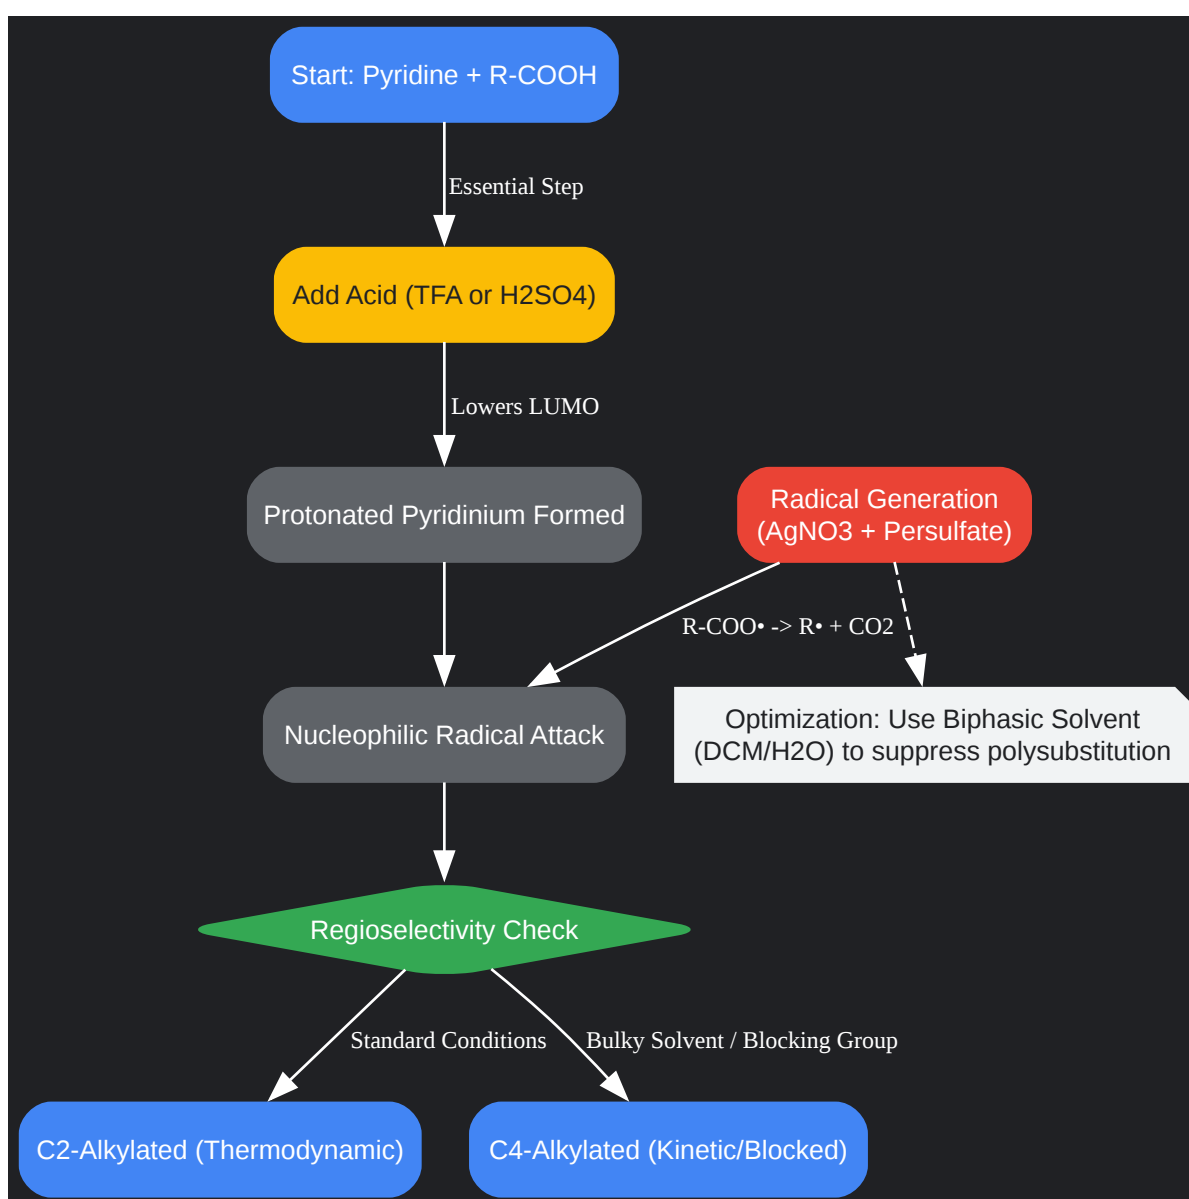 Start: Pyridine + R-COOH
Essential Step
Add Acid (TFA or H2SO4)
Lowers LUMO
Protonated Pyridinium Formed
Radical Generation
(AgNO3 + Persulfate)
R-COO• -> R• + CO2
Nucleophilic Radical Attack
Optimization: Use Biphasic Solvent
(DCM/H2O) to suppress polysubstitution
Regioselectivity Check
Standard Conditions
Bulky Solvent / Blocking Group
C2-Alkylated (Thermodynamic)
C4-Alkylated (Kinetic/Blocked)